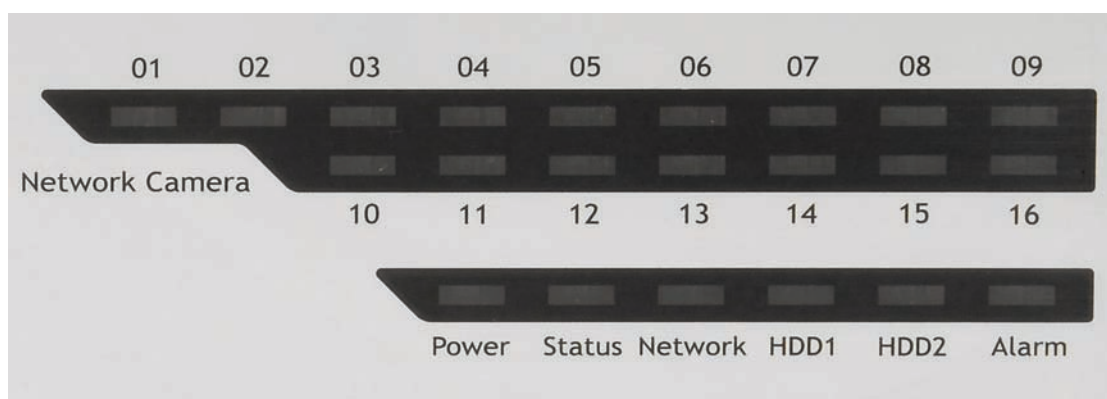 01 02 03 04 05 06 07 08 09
Network Camera
10 11 12 13 14 15 16
Power Status Network HDD1 HDD2 Alarm